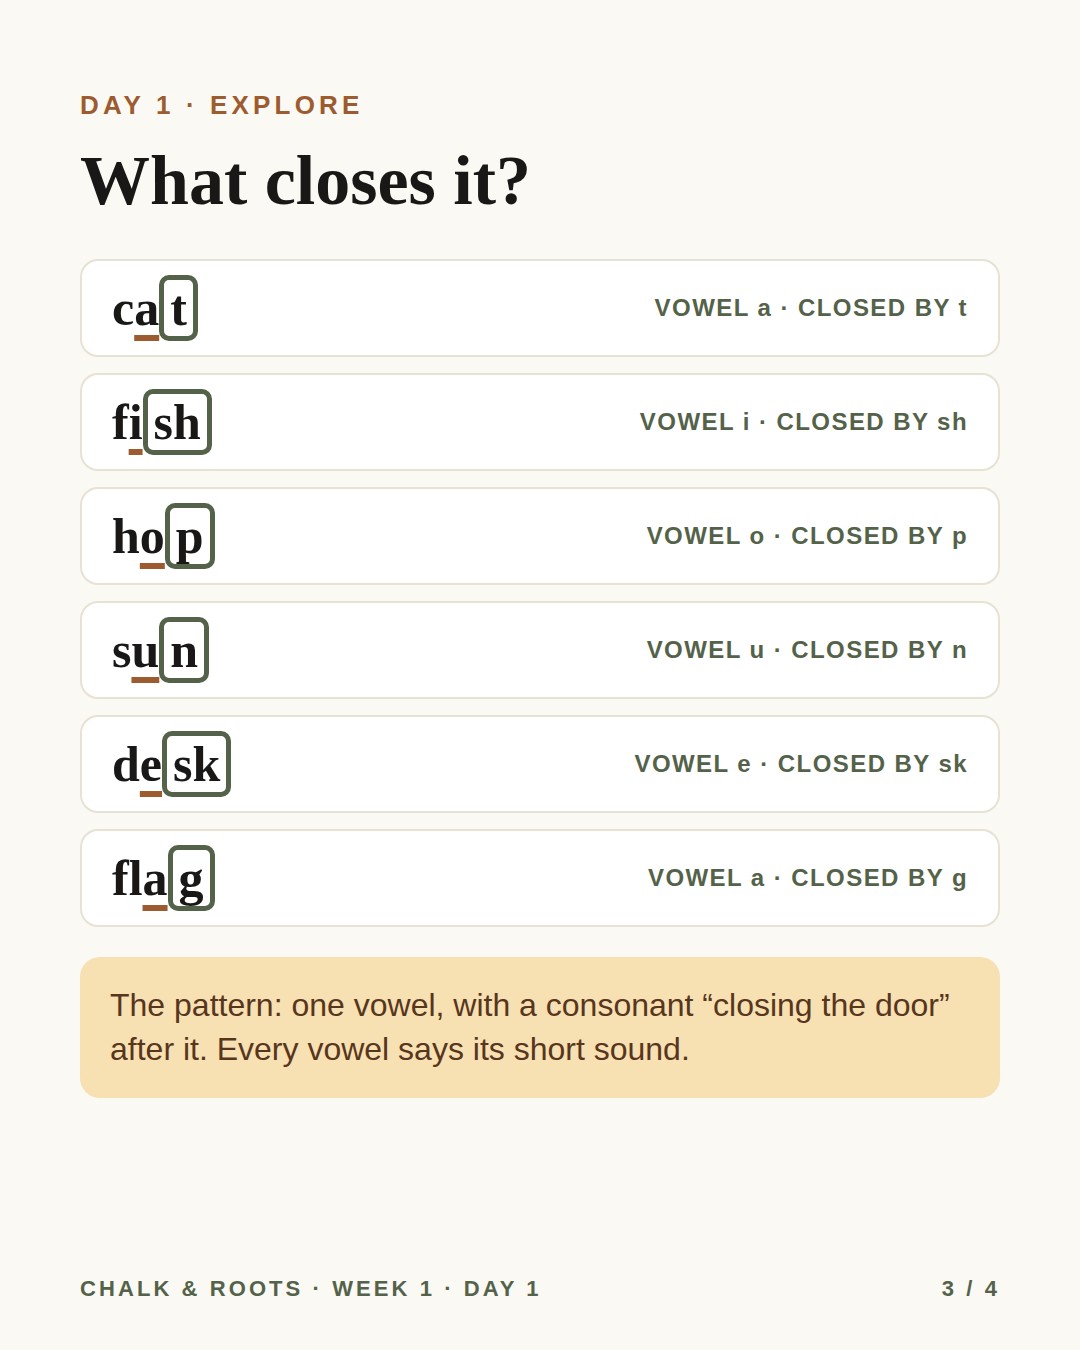 DAY 1 · EXPLORE
What closes it?
cat VOWEL a · CLOSED BY t
fish VOWEL i · CLOSED BY sh
hop VOWEL o · CLOSED BY p
sun VOWEL u · CLOSED BY n
desk VOWEL e · CLOSED BY sk
flag VOWEL a · CLOSED BY g
The pattern: one vowel, with a consonant “closing the door”
after it. Every vowel says its short sound.
CHALK & ROOTS · WEEK 1 · DAY 1 3 / 4